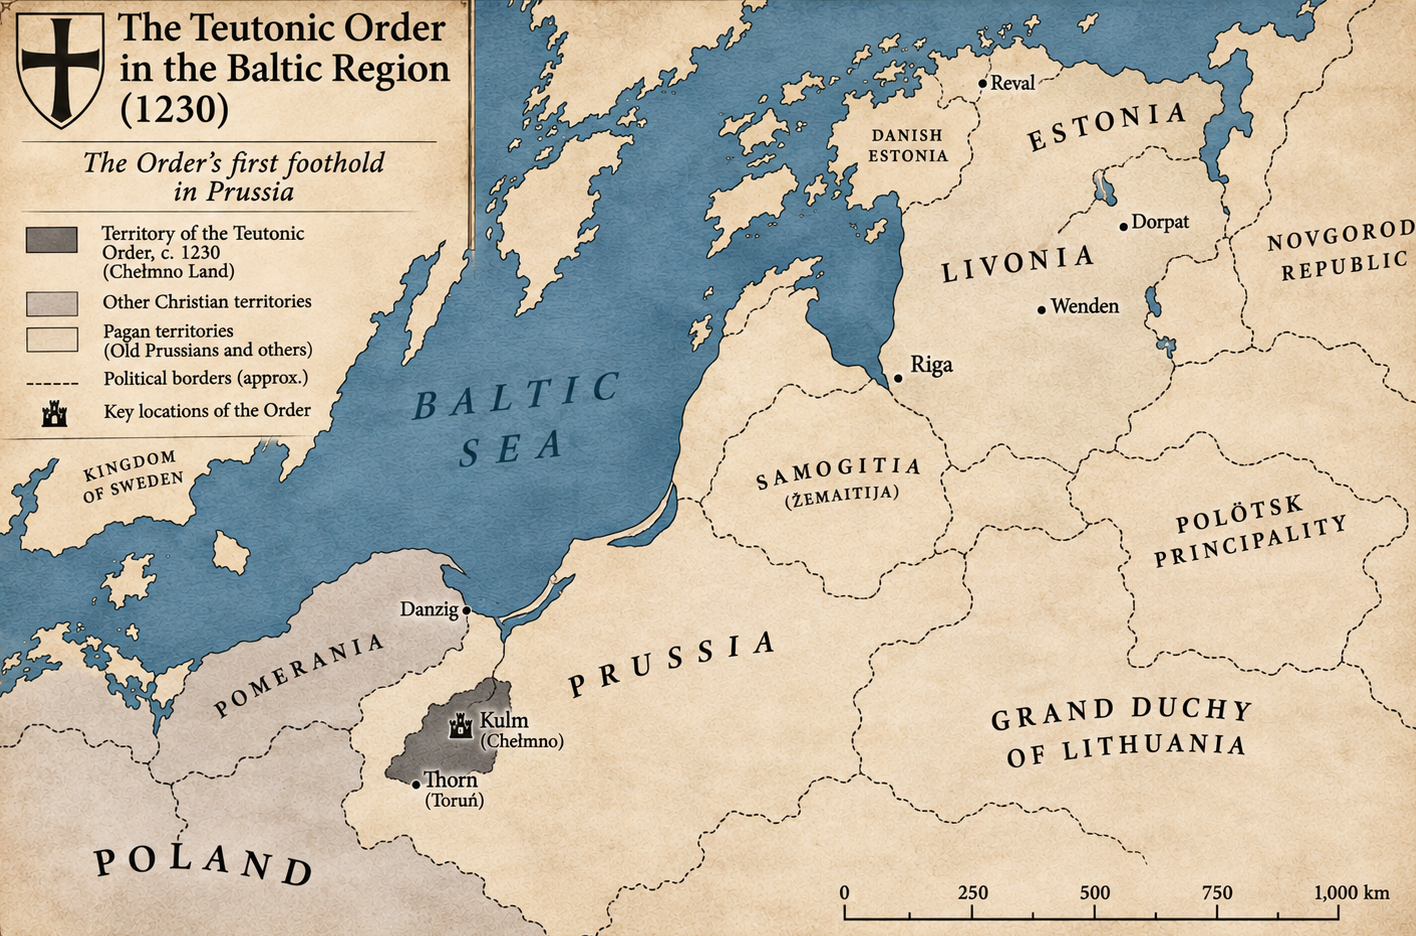 The Teutonic Order
in the Baltic Region
(1230)
The Order's first foothold
in Prussia
Territory of the Teutonic
Order, c. 1230
(Chełmno Land)
Other Christian territories
Pagan territories
(Old Prussians and others)
Political borders (approx.)
Key locations of the Order
KINGDOM
OF SWEDEN
BALTIC
SEA
DANISH
ESTONIA
Reval
ESTONIA
Dorpat
LIVONIA
Wenden
Riga
NOVGOROD
REPUBLIC
SAMOGITIA
(ŽEMAITIJA)
POLÖTSK
PRINCIPALITY
Danzig
POMERANIA
PRUSSIA
Kulm
(Chełmno)
Thorn
(Toruń)
GRAND DUCHY
OF LITHUANIA
POLAND
0 250 500 750 1,000 km